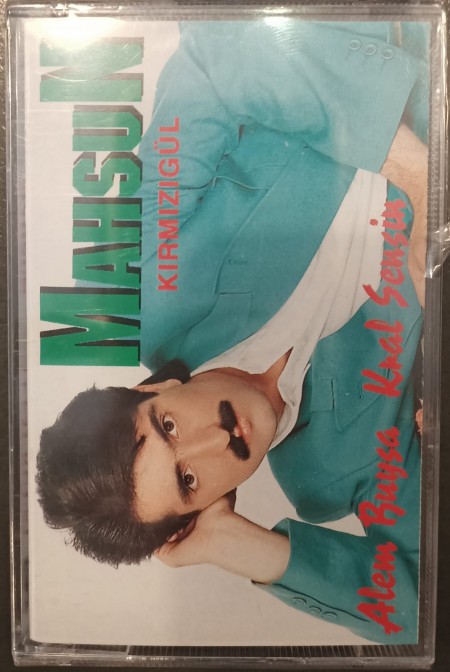 MAHSUN
KIRMIZIGÜL
Alem Buysa Kral Sensin